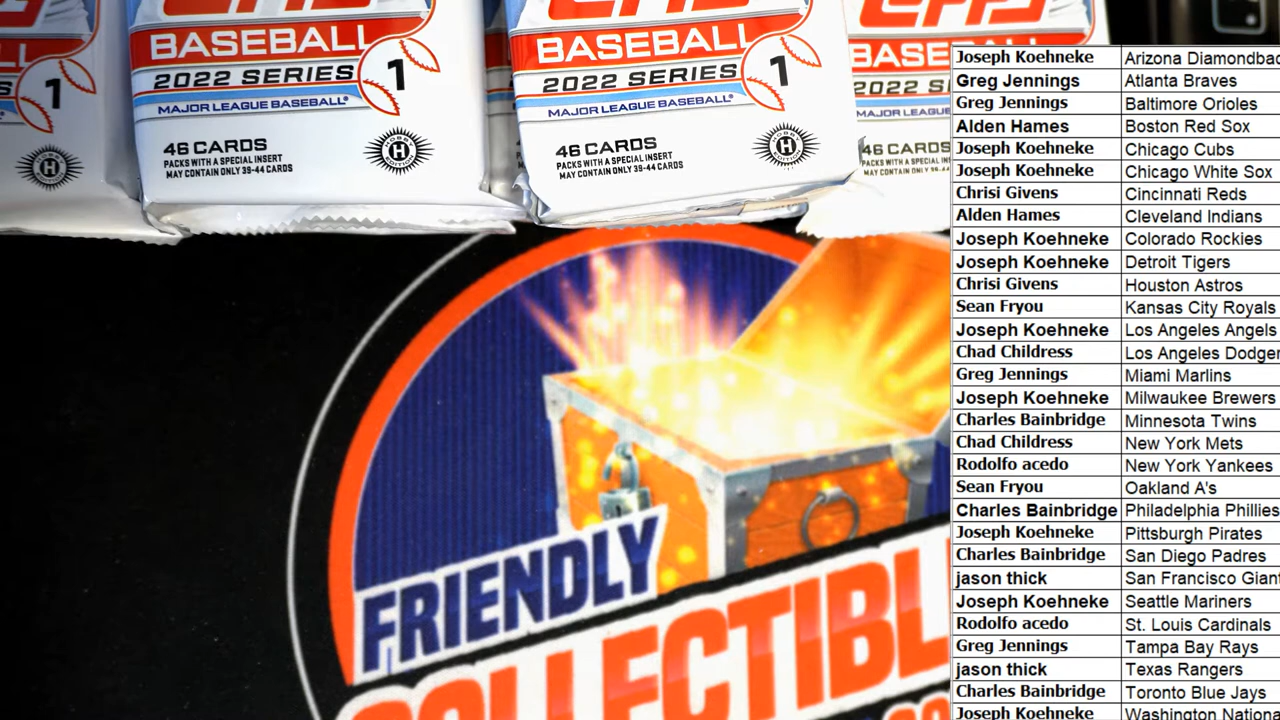 BASEBALL
1
2022 SERIES
MAJOR LEAGUE BASEBALL
46 CARDS
PACKS WITH A SPECIAL INSERT
MAY CONTAIN ONLY 39-44 CARDS
HOBBY
H
EDITION
BASEBALL
1
2022 SERIES
MAJOR LEAGUE BASEBALL
46 CARDS
PACKS WITH A SPECIAL INSERT
MAY CONTAIN ONLY 39-44 CARDS
HOBBY
H
EDITION
1
H
2022 S
MAJOR LEAGU
46 CARDS
FRIENDLY
COLLECTIBL
Joseph Koehneke Arizona Diamondbac
Greg Jennings Atlanta Braves
Greg Jennings Baltimore Orioles
Alden Hames Boston Red Sox
Joseph Koehneke Chicago Cubs
Joseph Koehneke Chicago White Sox
Chrisi Givens Cincinnati Reds
Alden Hames Cleveland Indians
Joseph Koehneke Colorado Rockies
Joseph Koehneke Detroit Tigers
Chrisi Givens Houston Astros
Sean Fryou Kansas City Royals
Joseph Koehneke Los Angeles Angels
Chad Childress Los Angeles Dodger
Greg Jennings Miami Marlins
Joseph Koehneke Milwaukee Brewers
Charles Bainbridge Minnesota Twins
Chad Childress New York Mets
Rodolfo acedo New York Yankees
Sean Fryou Oakland A's
Charles Bainbridge Philadelphia Phillies
Joseph Koehneke Pittsburgh Pirates
Charles Bainbridge San Diego Padres
jason thick San Francisco Giant
Joseph Koehneke Seattle Mariners
Rodolfo acedo St. Louis Cardinals
Greg Jennings Tampa Bay Rays
jason thick Texas Rangers
Charles Bainbridge Toronto Blue Jays
Joseph Koehneke Washington Nationa